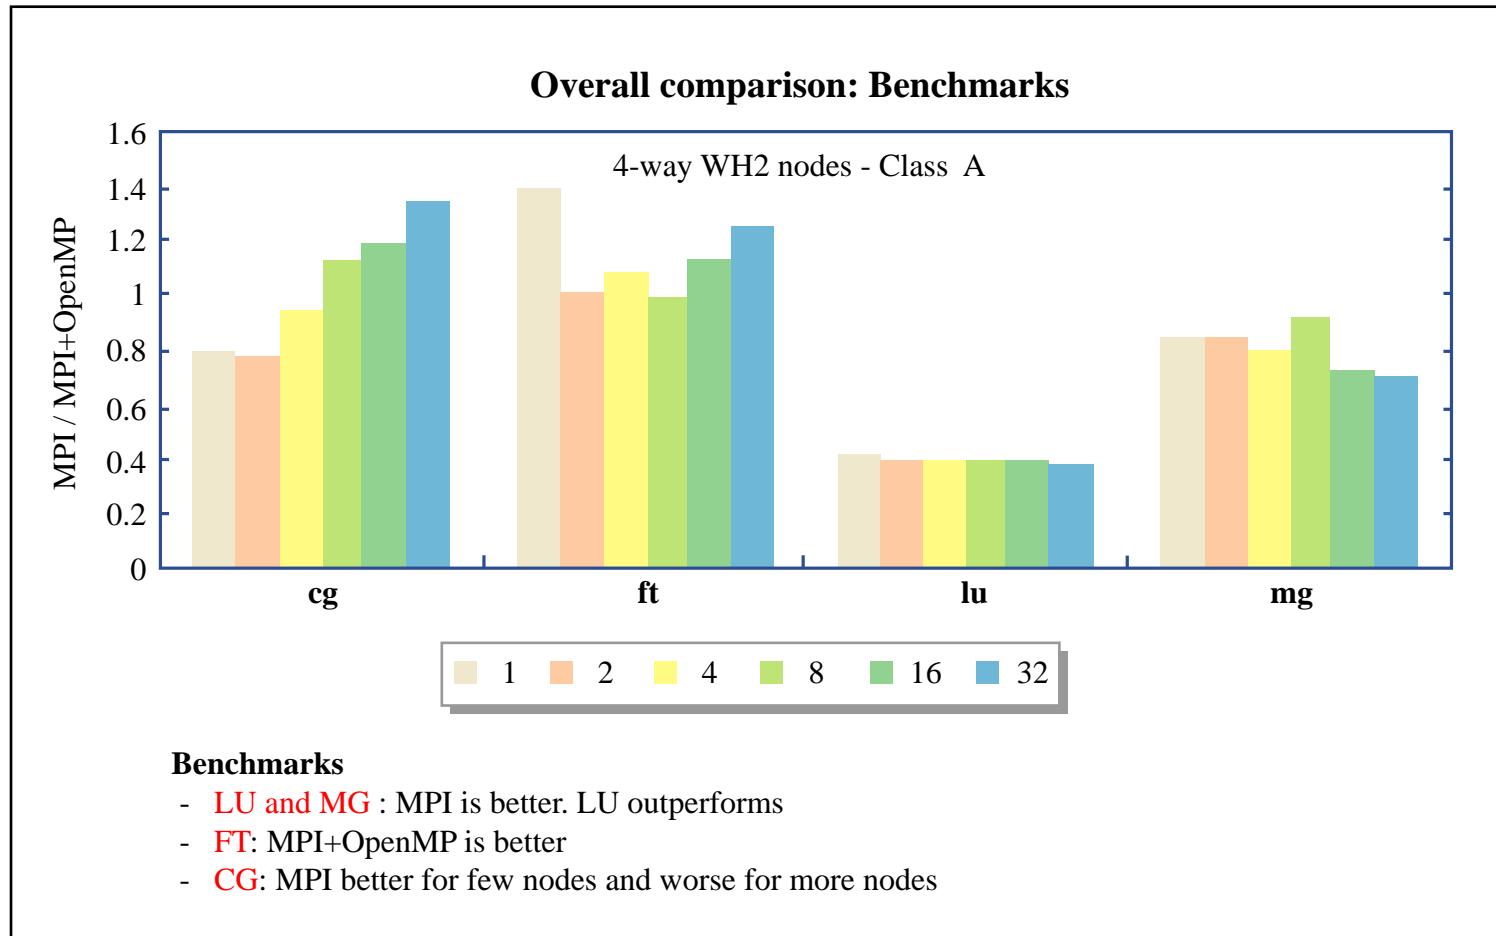 Overall comparison: Benchmarks
4-way WH2 nodes - Class A
MPI / MPI+OpenMP
1.6
1.4
1.2
1
0.8
0.6
0.4
0.2
0
cg ft lu mg
1 2 4 8 16 32
Benchmarks
- LU and MG : MPI is better. LU outperforms
- FT: MPI+OpenMP is better
- CG: MPI better for few nodes and worse for more nodes